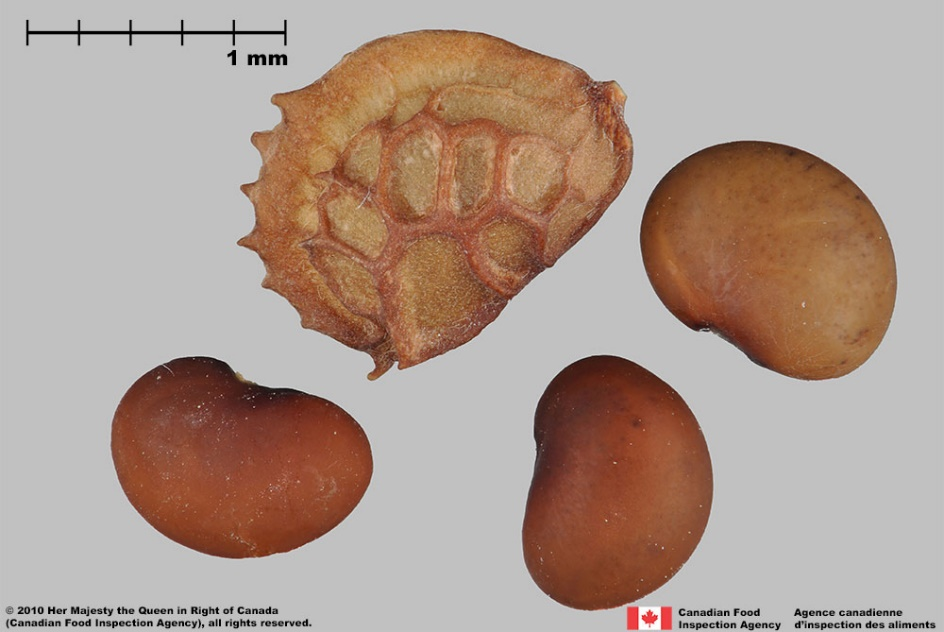 1 mm
© 2010 Her Majesty the Queen in Right of Canada
(Canadian Food Inspection Agency), all rights reserved.
Canadian Food
Inspection Agency
Agence canadienne
d'inspection des aliments